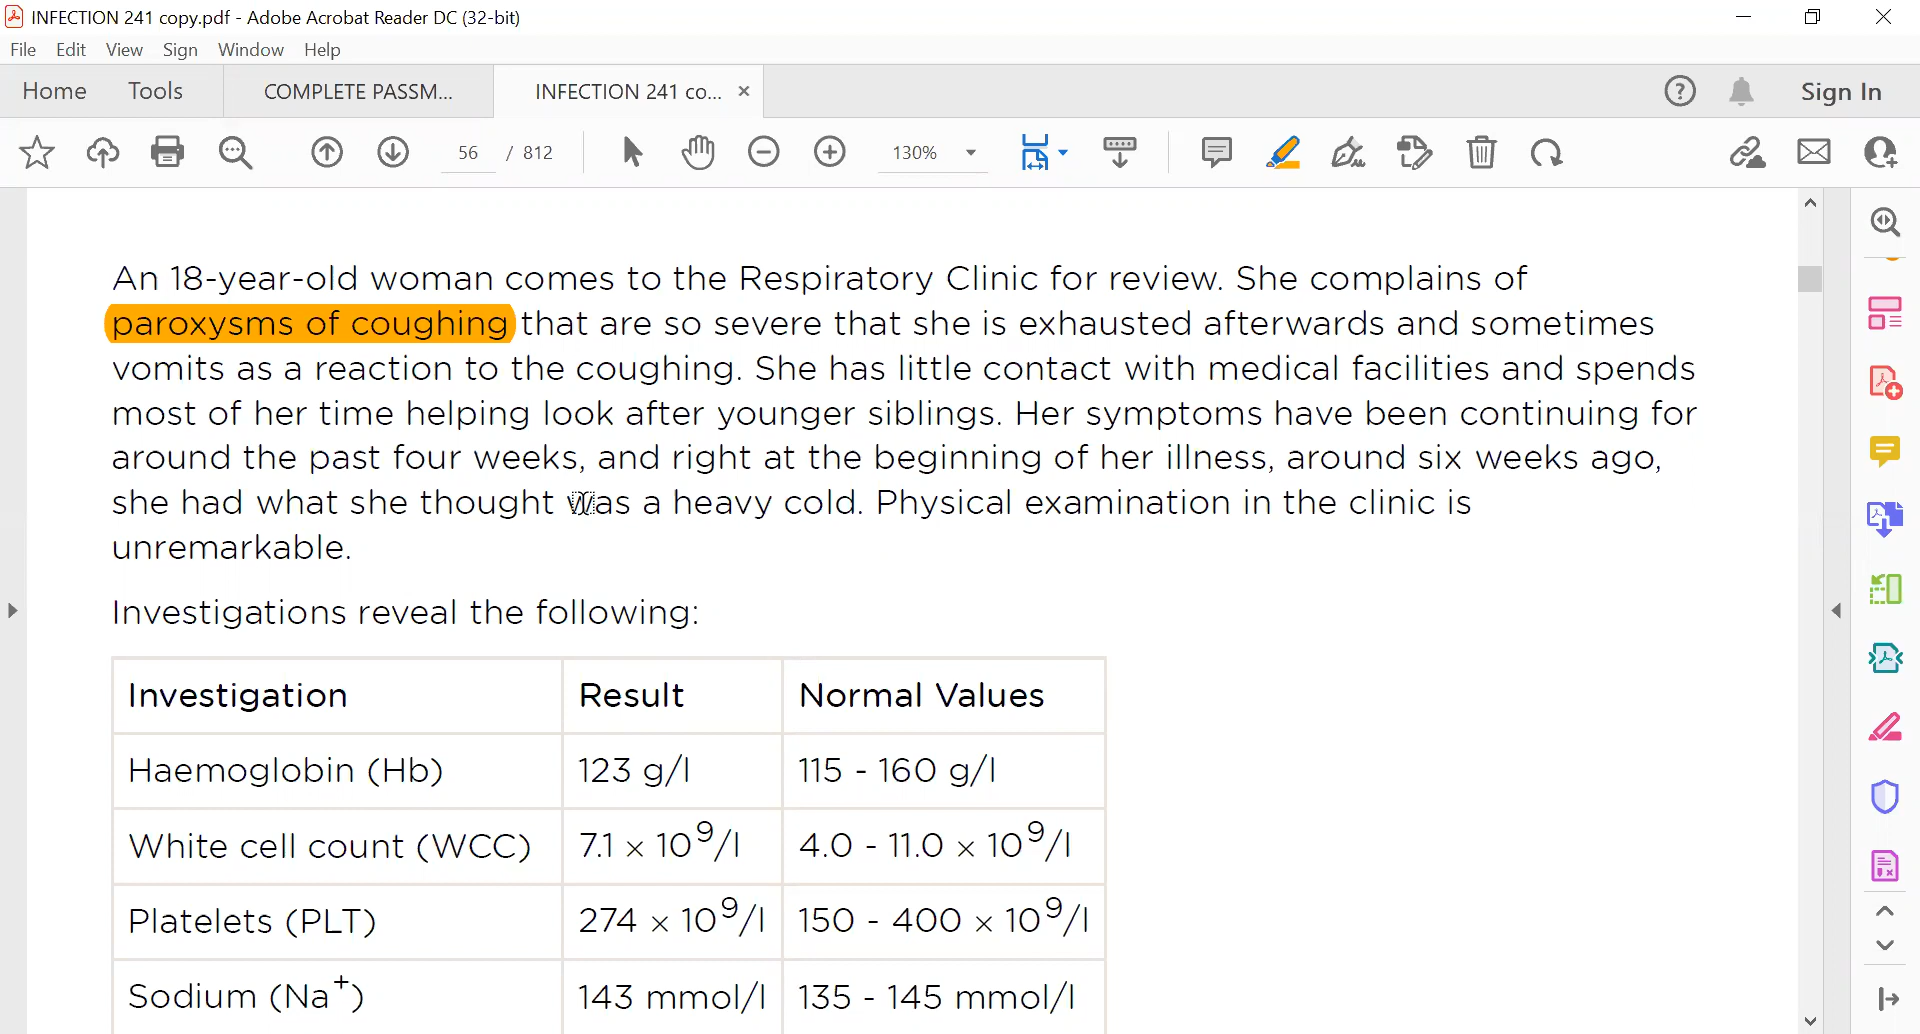 INFECTION 241 copy.pdf - Adobe Acrobat Reader DC (32-bit)
File Edit View Sign Window Help
Home Tools COMPLETE PASSM... INFECTION 241 co... × Sign In
56 / 812 130%
An 18-year-old woman comes to the Respiratory Clinic for review. She complains of
paroxysms of coughing that are so severe that she is exhausted afterwards and sometimes
vomits as a reaction to the coughing. She has little contact with medical facilities and spends
most of her time helping look after younger siblings. Her symptoms have been continuing for
around the past four weeks, and right at the beginning of her illness, around six weeks ago,
she had what she thought was a heavy cold. Physical examination in the clinic is
unremarkable.
Investigations reveal the following:
Investigation Result Normal Values
Haemoglobin (Hb) 123 g/l 115 - 160 g/l
White cell count (WCC) 7.1 × 10⁹/l 4.0 - 11.0 × 10⁹/l
Platelets (PLT) 274 × 10⁹/l 150 - 400 × 10⁹/l
Sodium (Na⁺) 143 mmol/l 135 - 145 mmol/l